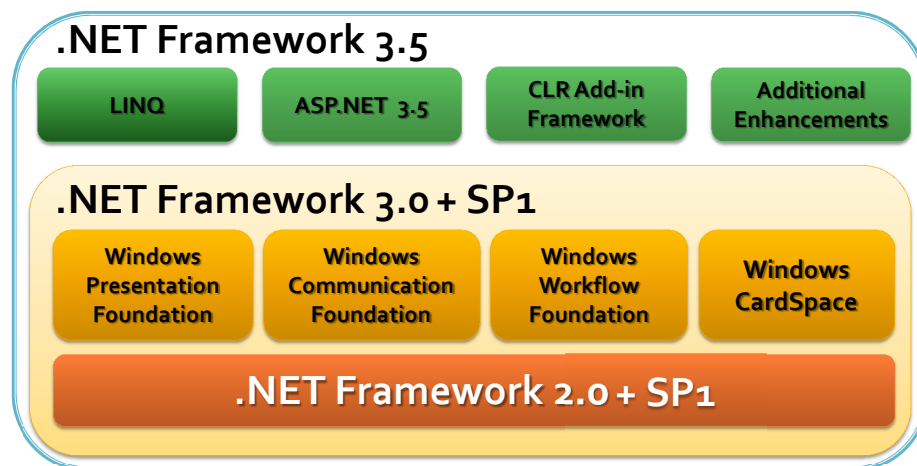 .NET Framework 3.5
LINQ
ASP.NET 3.5
CLR Add-in
Framework
Additional
Enhancements
.NET Framework 3.0 + SP1
Windows
Presentation
Foundation
Windows
Communication
Foundation
Windows
Workflow
Foundation
Windows
CardSpace
.NET Framework 2.0 + SP1